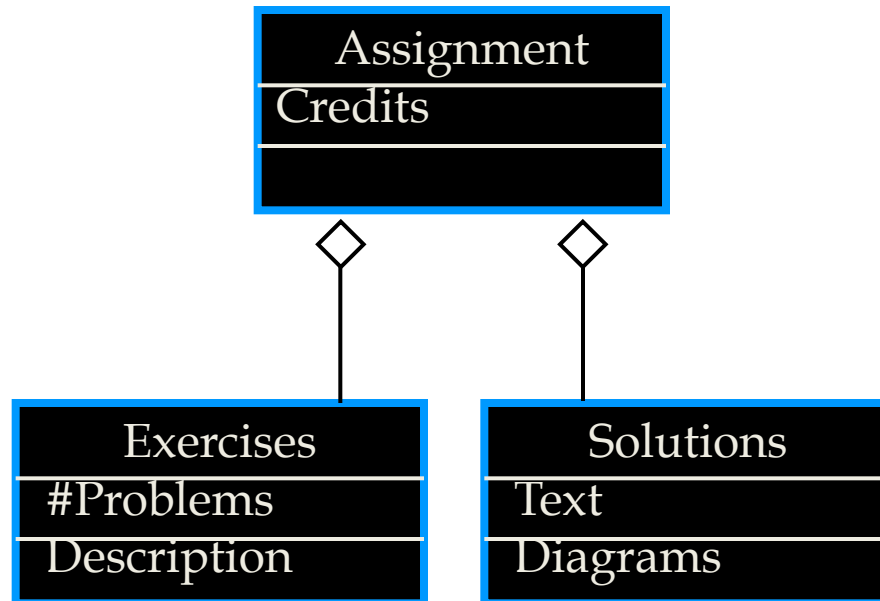 Assignment
Credits
Exercises
#Problems
Description
Solutions
Text
Diagrams